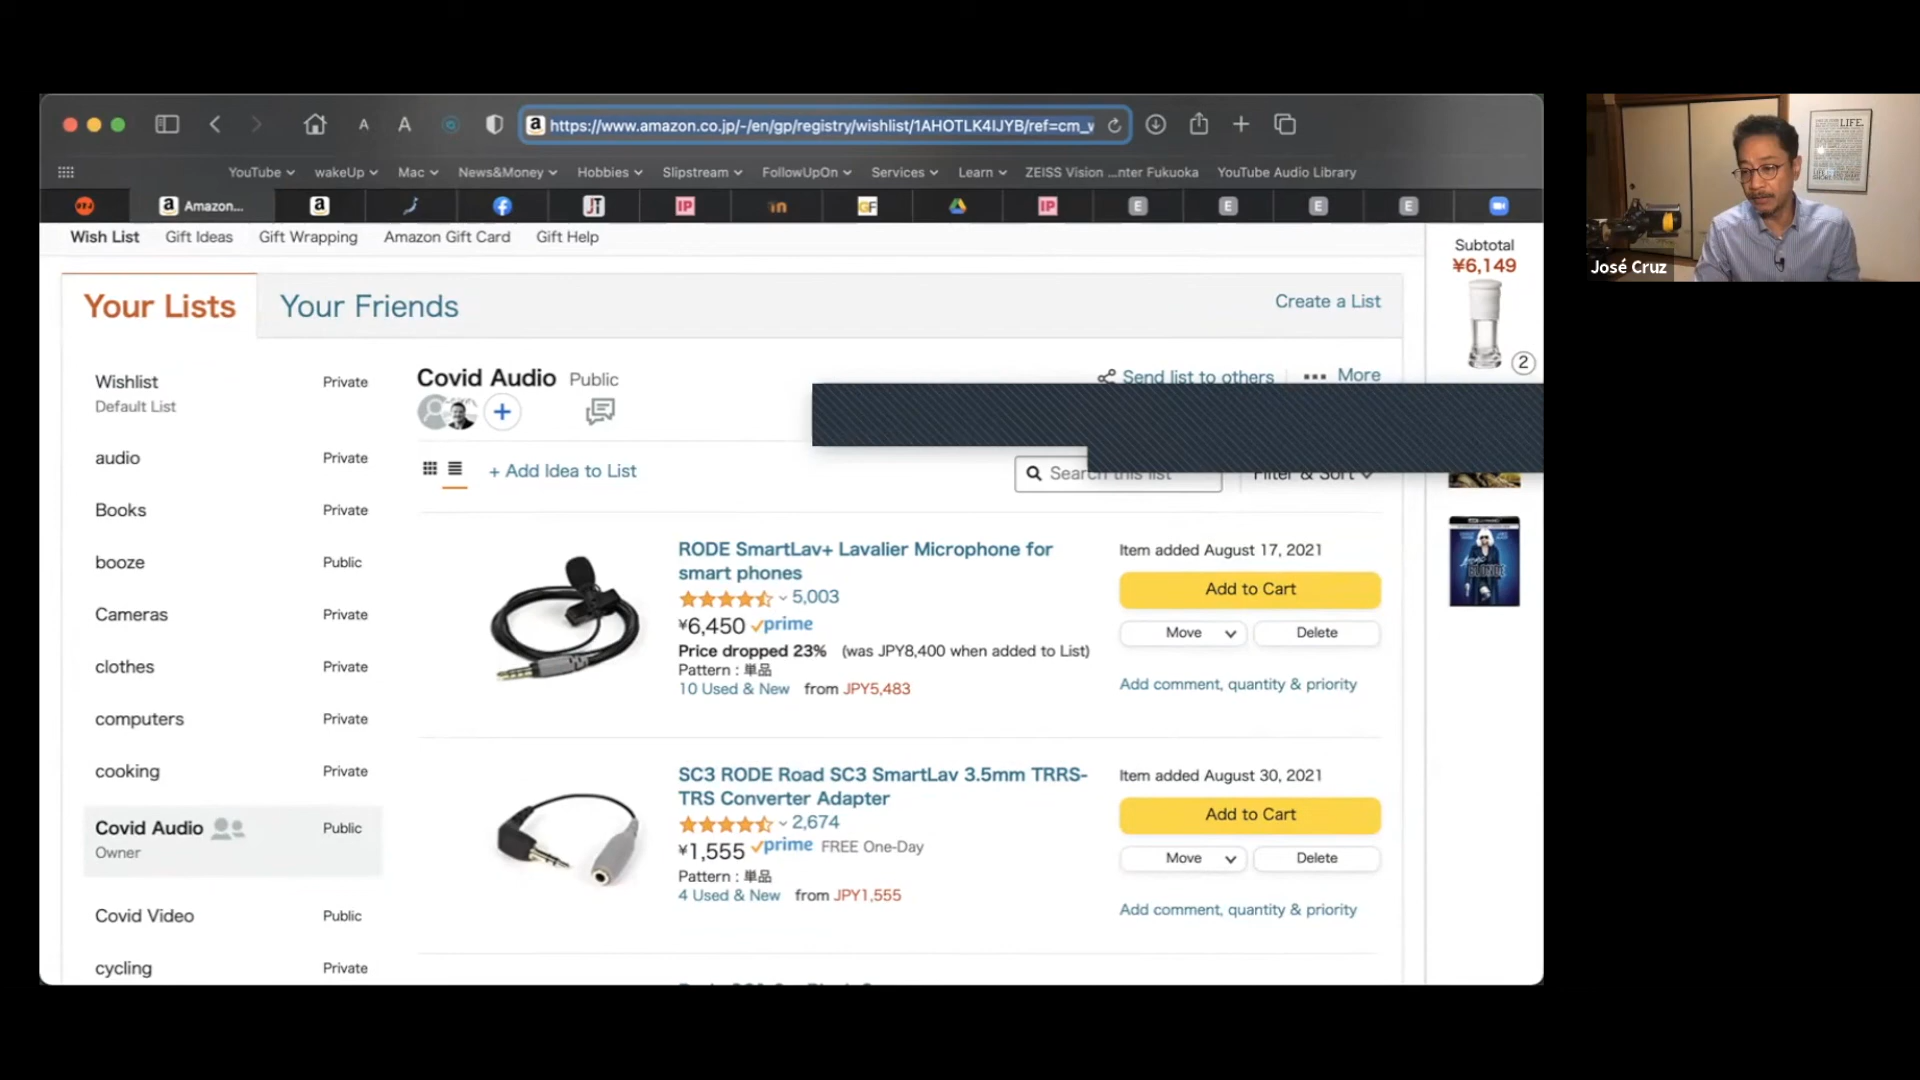 https://www.amazon.co.jp/-/en/gp/registry/wishlist/1AHOTLK4IJYB/ref=cm_v
YouTube wakeUp Mac News&Money Hobbies Slipstream FollowUpOn Services Learn ZEISS Vision ...nter Fukuoka YouTube Audio Library
Amazon...
Wish List Gift Ideas Gift Wrapping Amazon Gift Card Gift Help
Subtotal
¥6,149
2
Your Lists Your Friends Create a List
Wishlist Private
Default List
audio Private
Books Private
booze Public
Cameras Private
clothes Private
computers Private
cooking Private
Covid Audio Public
Owner
Covid Video Public
cycling Private
Covid Audio Public
Send list to others More
+ Add Idea to List
Search this list
Filter & Sort
RODE SmartLav+ Lavalier Microphone for
smart phones
5,003
¥6,450 prime
Price dropped 23% (was JPY8,400 when added to List)
Pattern : 単品
10 Used & New from JPY5,483
Item added August 17, 2021
Add to Cart
Move Delete
Add comment, quantity & priority
SC3 RODE Road SC3 SmartLav 3.5mm TRRS-
TRS Converter Adapter
2,674
¥1,555 prime FREE One-Day
Pattern : 単品
4 Used & New from JPY1,555
Item added August 30, 2021
Add to Cart
Move Delete
Add comment, quantity & priority
José Cruz
LIFE.